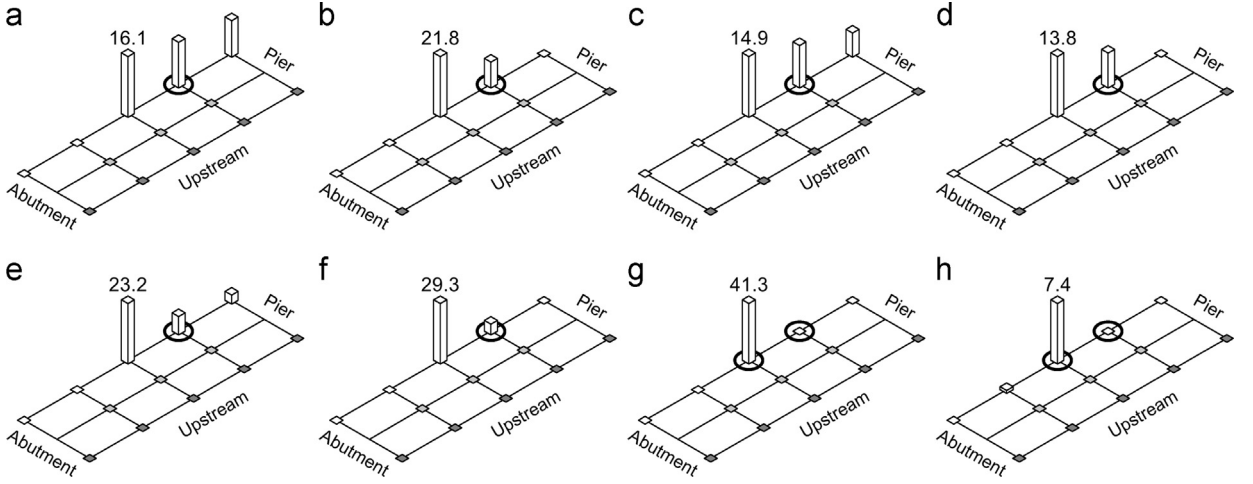 a
b
c
d
16.1
21.8
14.9
13.8
Pier
Pier
Pier
Pier
Upstream
Upstream
Upstream
Upstream
Abutment
Abutment
Abutment
Abutment
e
f
g
h
23.2
29.3
41.3
7.4
Pier
Pier
Pier
Pier
Upstream
Upstream
Upstream
Upstream
Abutment
Abutment
Abutment
Abutment